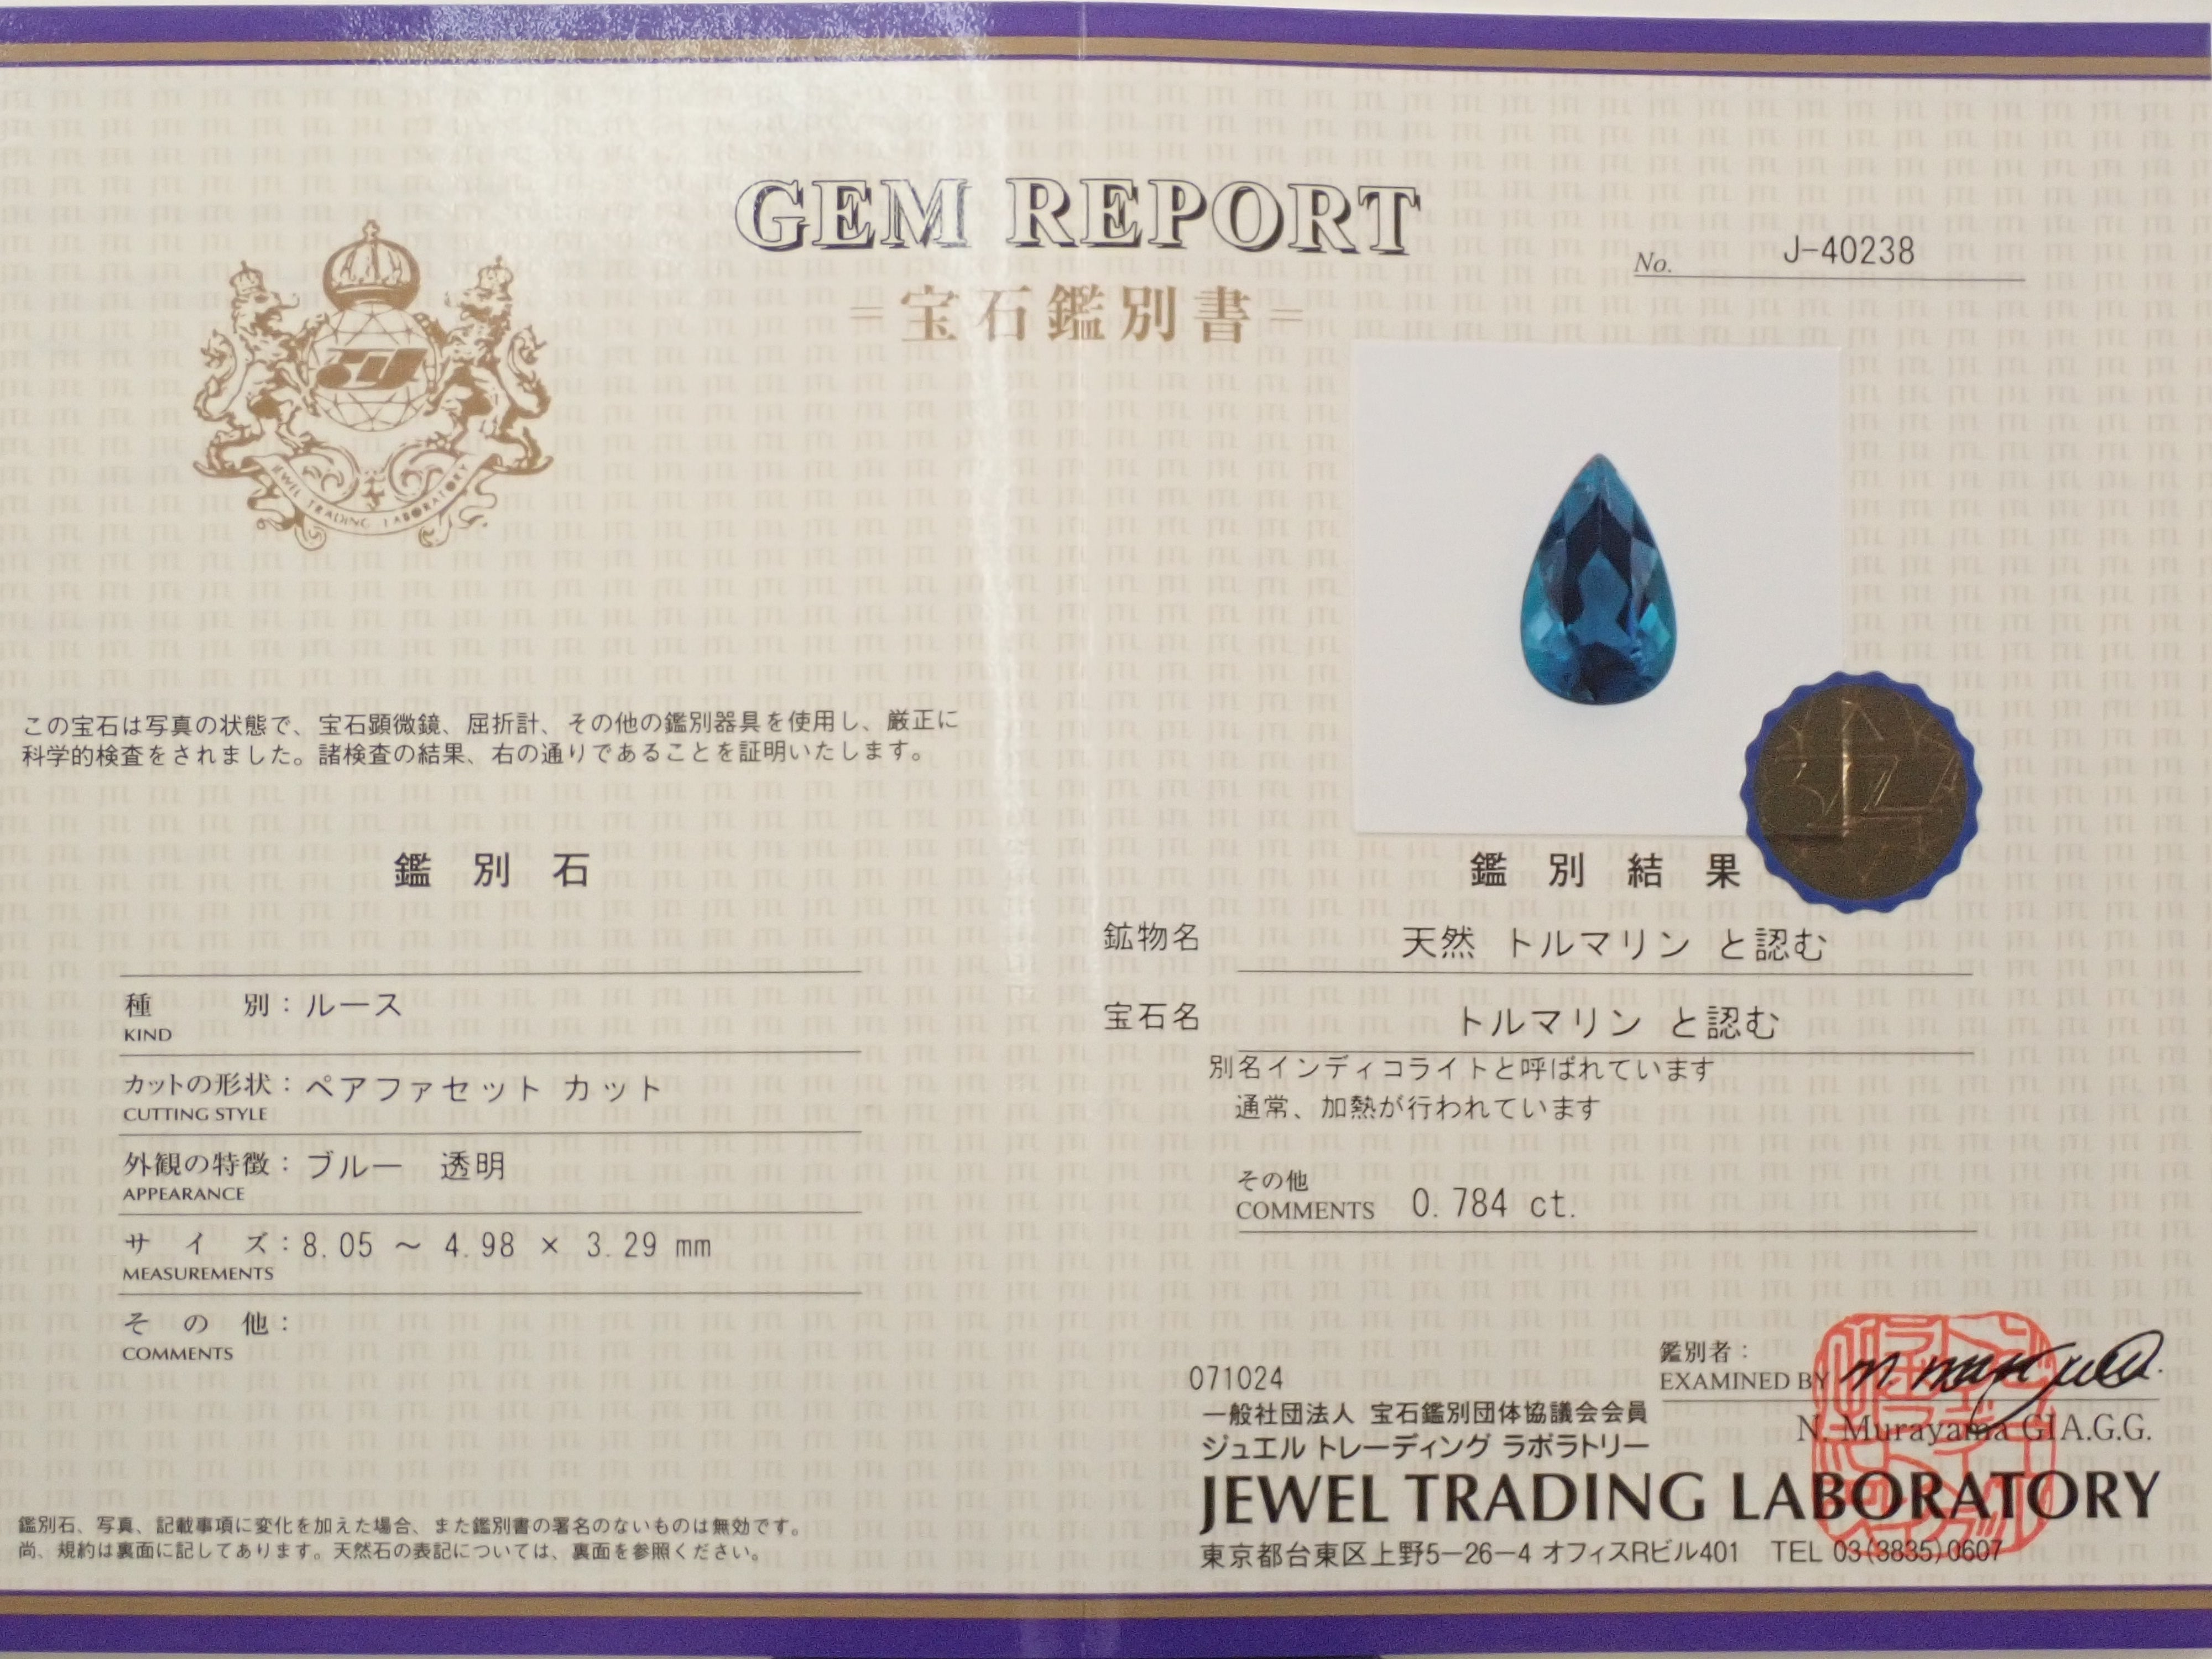 GEM REPORT
=宝石鑑別書=
No. J-40238
JEWEL TRADING LABORATORY
この宝石は写真の状態で、宝石顕微鏡、屈折計、その他の鑑別器具を使用し、厳正に
科学的検査をされました。諸検査の結果、右の通りであることを証明いたします。
鑑別石
種別：ルース
KIND
カットの形状：ペアファセット カット
CUTTING STYLE
外観の特徴：ブルー　透明
APPEARANCE
サイズ：8.05 ～ 4.98 × 3.29 mm
MEASUREMENTS
その他：
COMMENTS
鑑別石、写真、記載事項に変化を加えた場合、また鑑別書の署名のないものは無効です。
尚、規約は裏面に記してあります。天然石の表記については、裏面を参照ください。
鑑別結果
鉱物名 天然 トルマリン と認む
宝石名 トルマリン と認む
別名インディコライトと呼ばれています
通常、加熱が行われています
その他
COMMENTS 0.784 ct.
071024
鑑別者：
EXAMINED BY
N. Murayama GIA.G.G.
一般社団法人 宝石鑑別団体協議会会員
ジュエル トレーディング ラボラトリー
JEWEL TRADING LABORATORY
東京都台東区上野5－26－4 オフィスRビル401　TEL 03(3835)0607